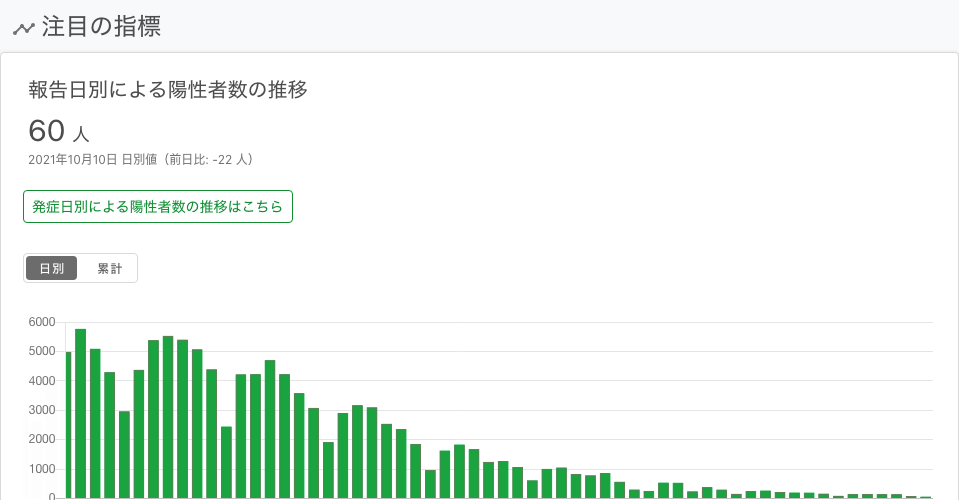 注目の指標
報告日別による陽性者数の推移
60 人
2021年10月10日 日別値（前日比: -22 人）
発症日別による陽性者数の推移はこちら
日別 累計
6000
5000
4000
3000
2000
1000
0